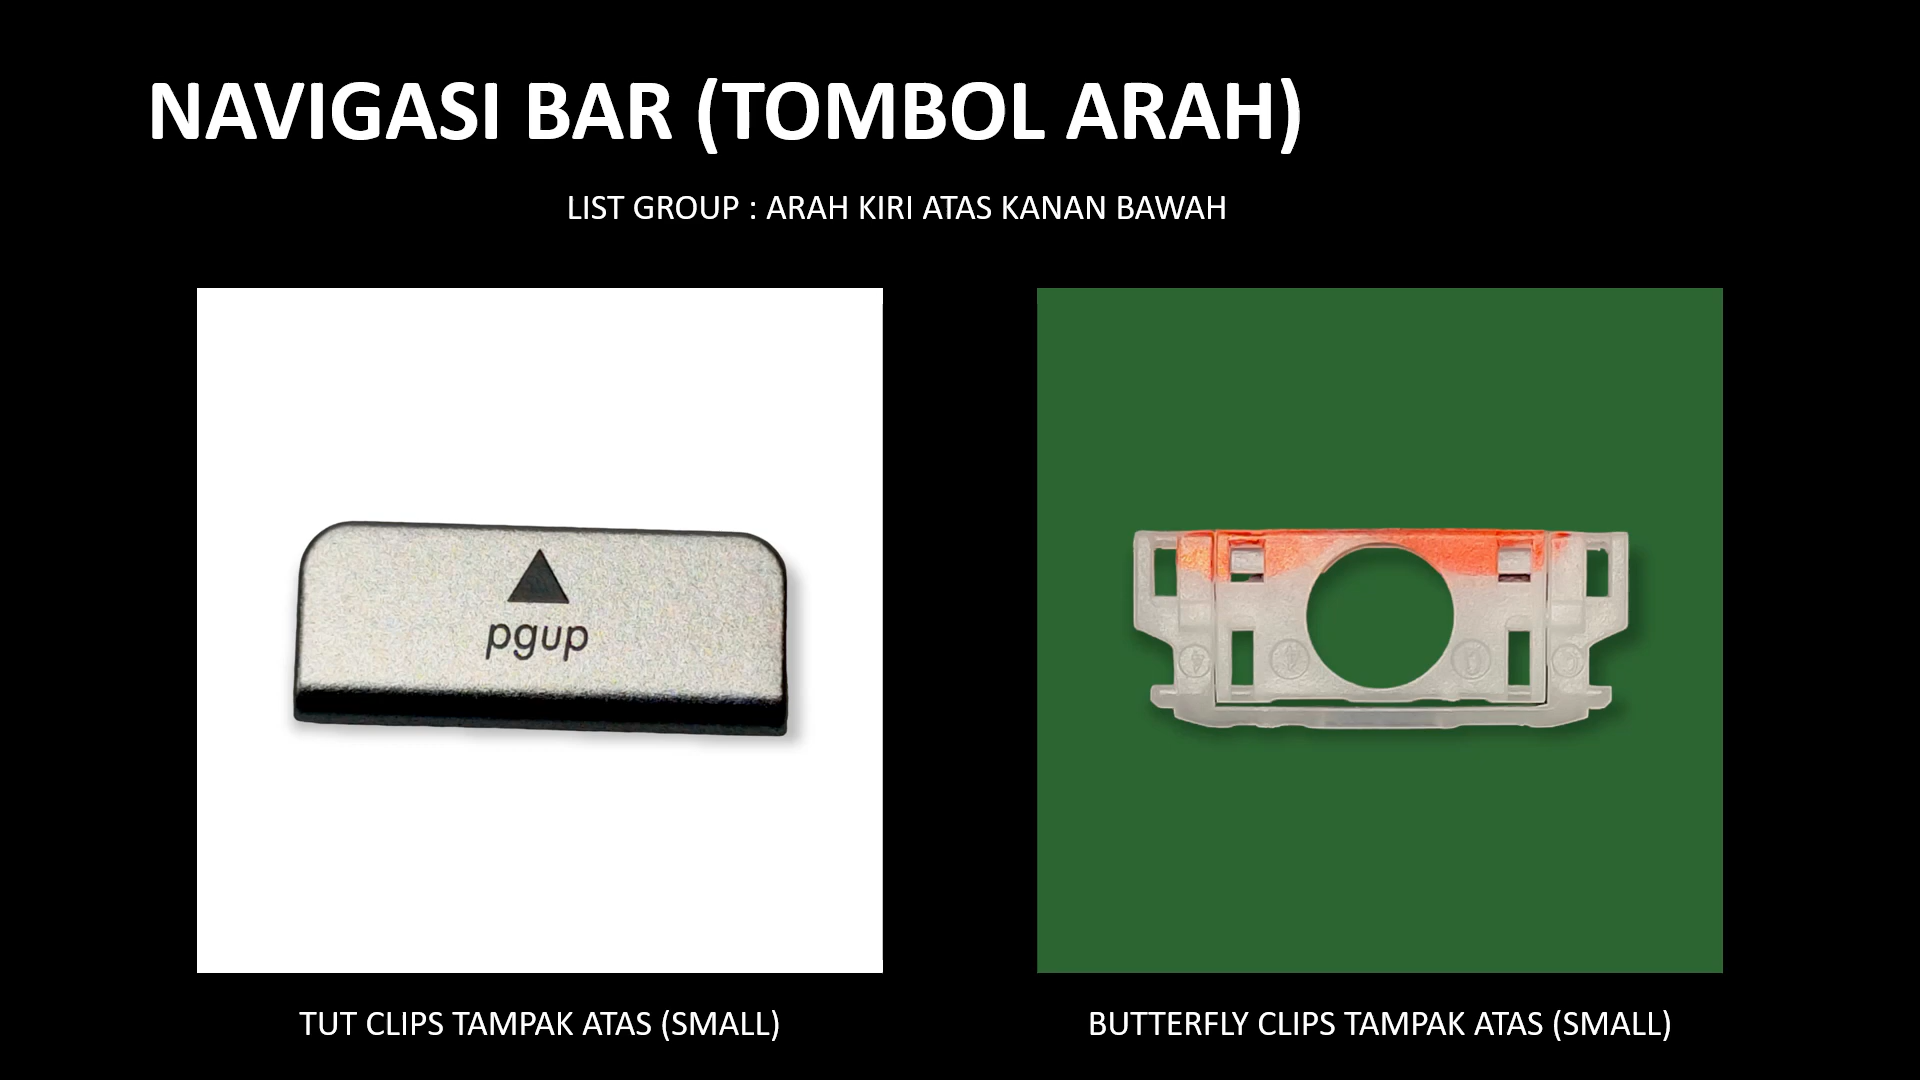 NAVIGASI BAR (TOMBOL ARAH)
LIST GROUP : ARAH KIRI ATAS KANAN BAWAH
pgup
TUT CLIPS TAMPAK ATAS (SMALL)
BUTTERFLY CLIPS TAMPAK ATAS (SMALL)